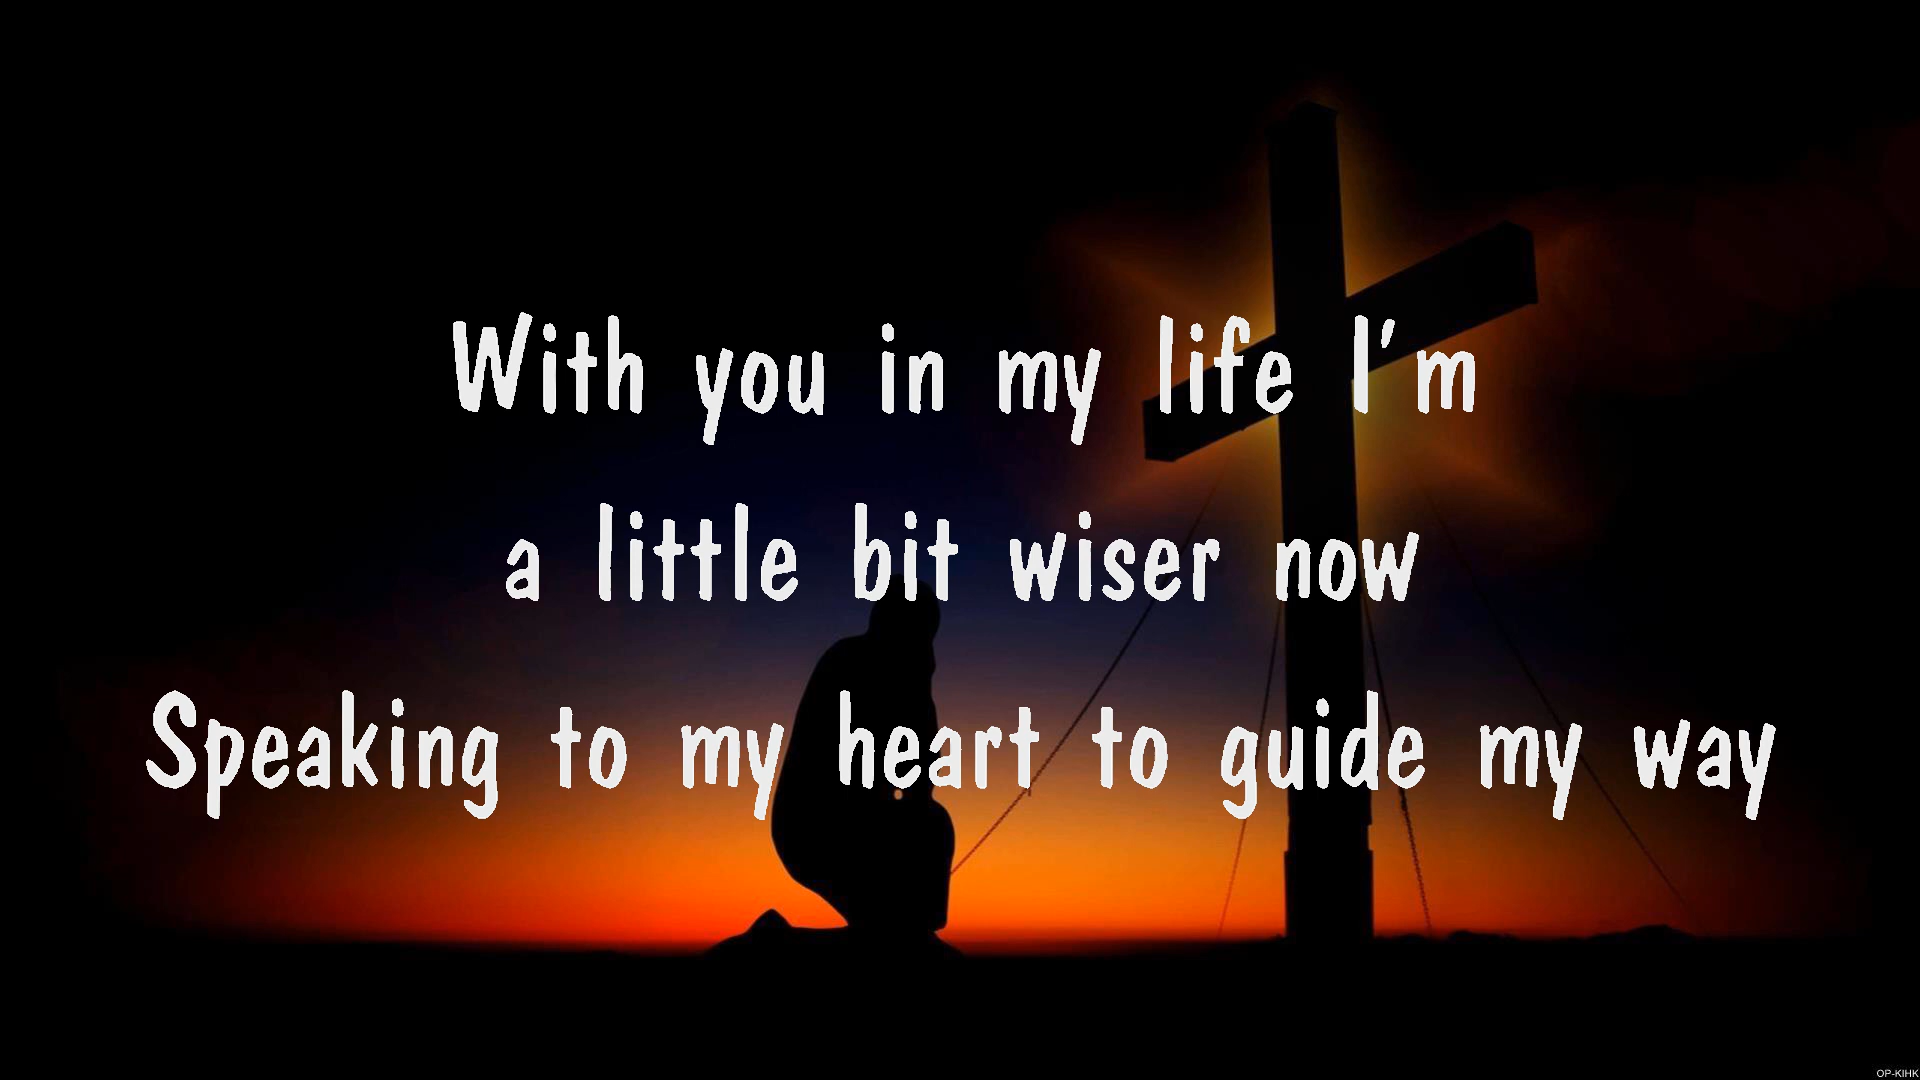 With you in my life I'm
a little bit wiser now
Speaking to my heart to guide my way
OP-KIHK